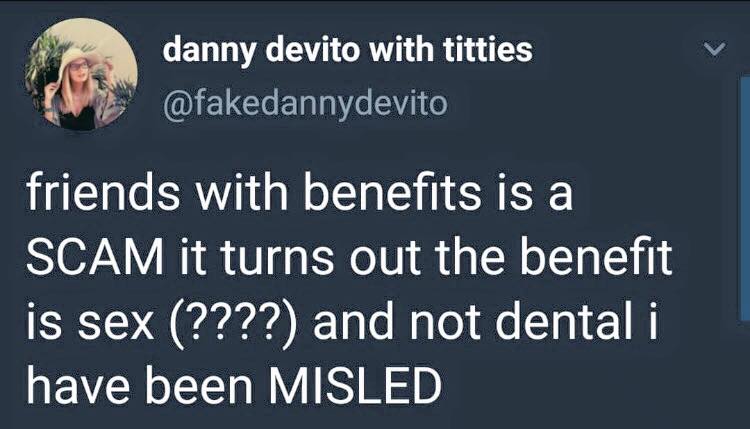 danny devito with titties
@fakedannydevito
friends with benefits is a
SCAM it turns out the benefit
is sex (????) and not dental i
have been MISLED